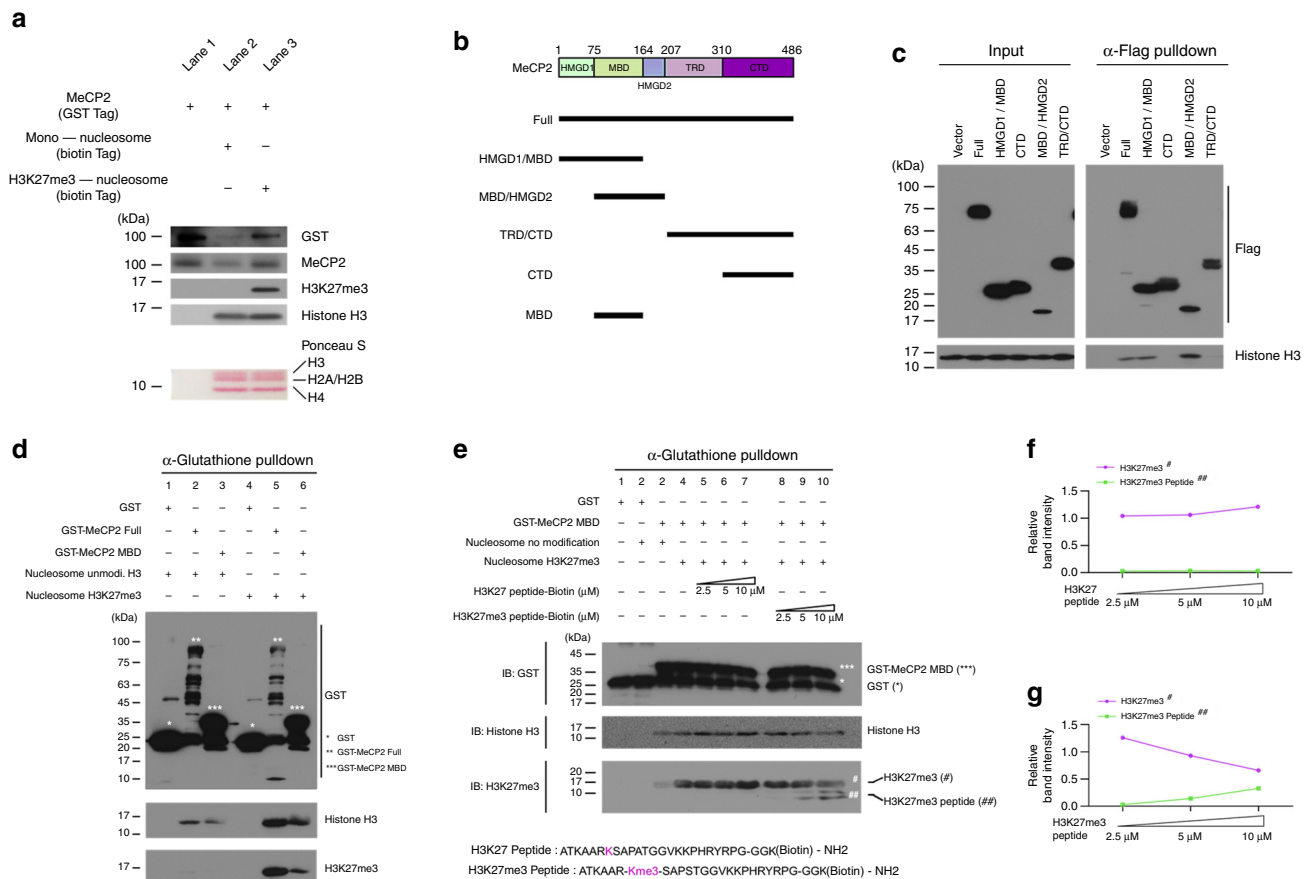 a
Lane 1
Lane 2
Lane 3
MeCP2
(GST Tag)
+ + +
Mono — nucleosome
(biotin Tag)
+ –
H3K27me3 — nucleosome
(biotin Tag)
– +
(kDa)
100
GST
100
MeCP2
17
H3K27me3
17
Histone H3
Ponceau S
H3
10
H2A/H2B
H4
b
1 75 164 207 310 486
MeCP2
HMGD1 MBD TRD CTD
HMGD2
Full
HMGD1/MBD
MBD/HMGD2
TRD/CTD
CTD
MBD
c
Input
α-Flag pulldown
Vector
Full
HMGD1 / MBD
CTD
MBD / HMGD2
TRD/CTD
Vector
Full
HMGD1 / MBD
CTD
MBD / HMGD2
TRD/CTD
(kDa)
100
75
63
45
35
25
20
17
Flag
17
10
Histone H3
d
α-Glutathione pulldown
1 2 3 4 5 6
GST
+ – – + – –
GST-MeCP2 Full
– + – – + –
GST-MeCP2 MBD
– – + – – +
Nucleosome unmodi. H3
+ + + – – –
Nucleosome H3K27me3
– – – + + +
(kDa)
100
75
63
45
35
25
20
17
10
** **
*** ***
* *
GST
* GST
** GST-MeCP2 Full
*** GST-MeCP2 MBD
17
10
Histone H3
17
H3K27me3
e
α-Glutathione pulldown
1 2 2 4 5 6 7 8 9 10
GST
+ + – – – – – – – –
GST-MeCP2 MBD
– – + + + + + + + +
Nucleosome no modification
– + + – – – – – – –
Nucleosome H3K27me3
– – – + + + + + + +
H3K27 peptide-Biotin (µM)
– – – – 2.5 5 10 µM – – –
H3K27me3 peptide-Biotin (µM)
– – – – – – – 2.5 5 10 µM
(kDa)
IB: GST
45
35
25
20
17
***
*
GST-MeCP2 MBD (***)
GST (*)
IB: Histone H3
17
10
Histone H3
IB: H3K27me3
20
17
10
#
##
H3K27me3 (#)
H3K27me3 peptide (##)
H3K27 Peptide : ATKAARKSAPATGGVKKPHRYRPG-GGK(Biotin) - NH2
H3K27me3 Peptide : ATKAAR-Kme3-SAPSTGGVKKPHRYRPG-GGK(Biotin) - NH2
f
H3K27me3 #
H3K27me3 Peptide ##
Relative
band intensity
1.5
1.0
0.5
0.0
H3K27
peptide
2.5 µM 5 µM 10 µM
g
H3K27me3 #
H3K27me3 Peptide ##
Relative
band intensity
1.5
1.0
0.5
0.0
H3K27me3
peptide
2.5 µM 5 µM 10 µM